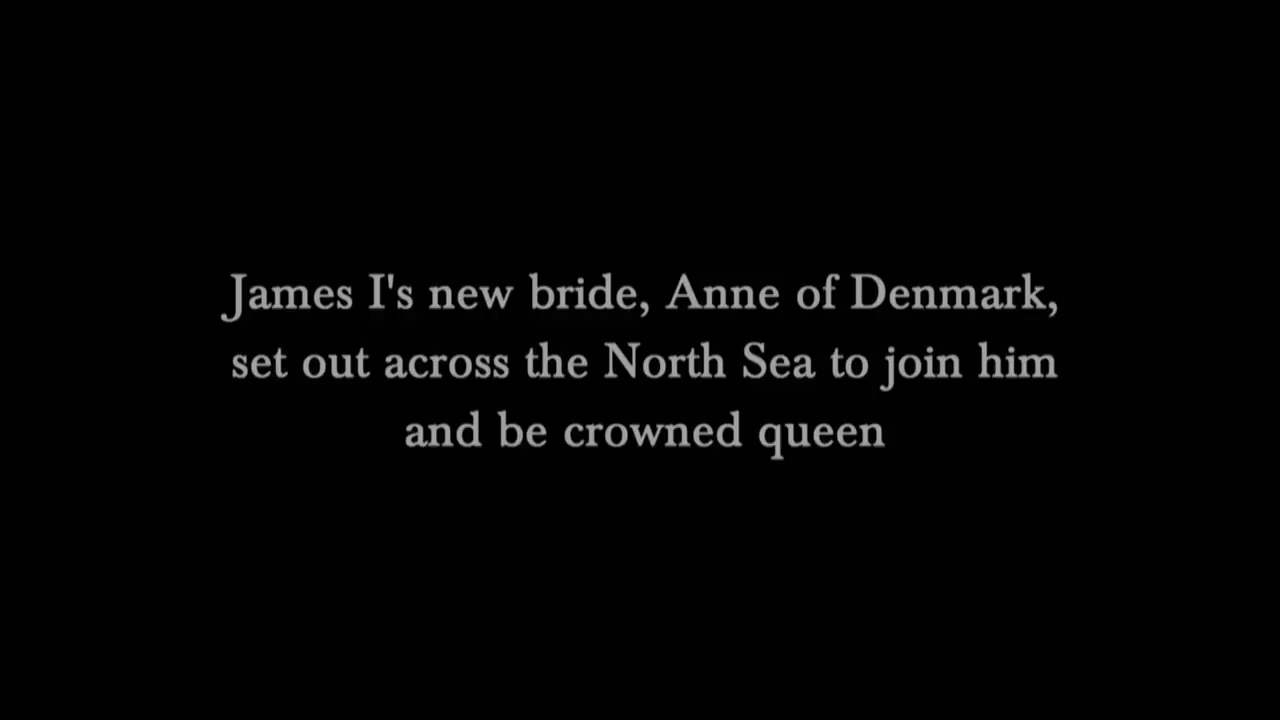 James I's new bride, Anne of Denmark,
set out across the North Sea to join him
and be crowned queen